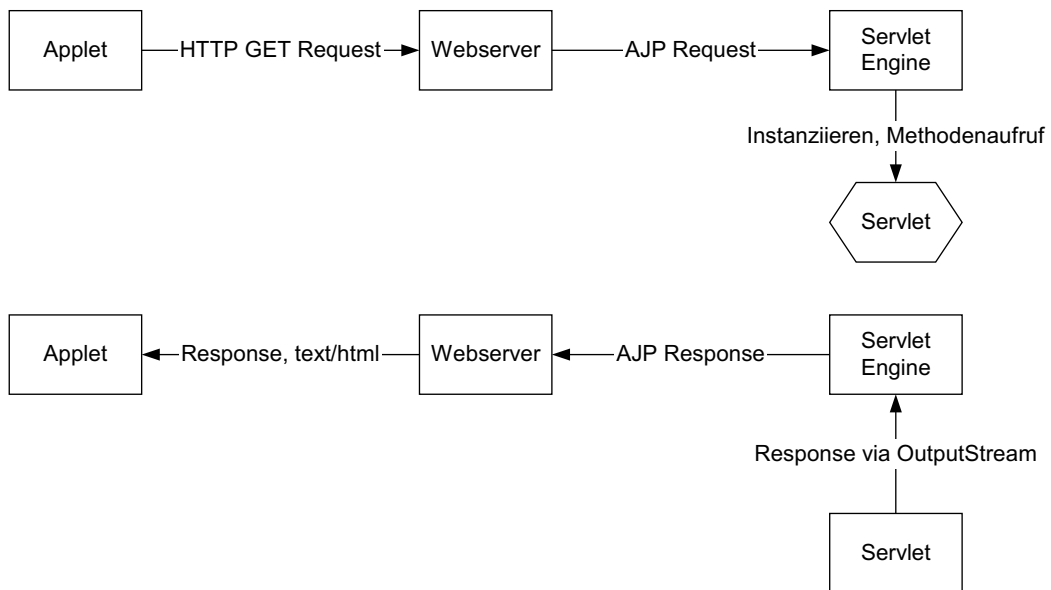 Applet
HTTP GET Request
Webserver
AJP Request
Servlet
Engine
Instanziieren, Methodenaufruf
Servlet
Applet
Response, text/html
Webserver
AJP Response
Servlet
Engine
Response via OutputStream
Servlet